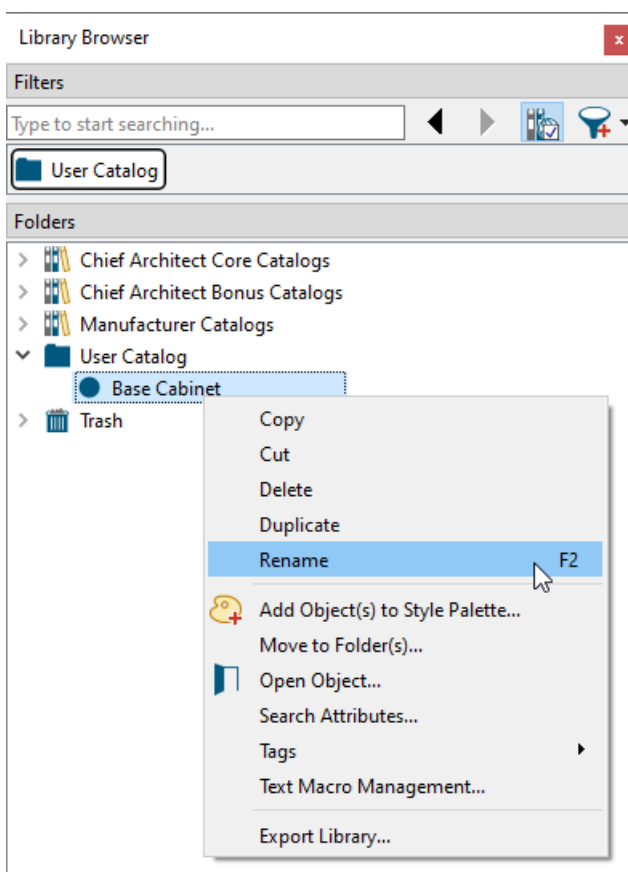 Library Browser
x
Filters
Type to start searching...
User Catalog
Folders
Chief Architect Core Catalogs
Chief Architect Bonus Catalogs
Manufacturer Catalogs
User Catalog
Base Cabinet
Trash
Copy
Cut
Delete
Duplicate
Rename F2
Add Object(s) to Style Palette...
Move to Folder(s)...
Open Object...
Search Attributes...
Tags
Text Macro Management...
Export Library...